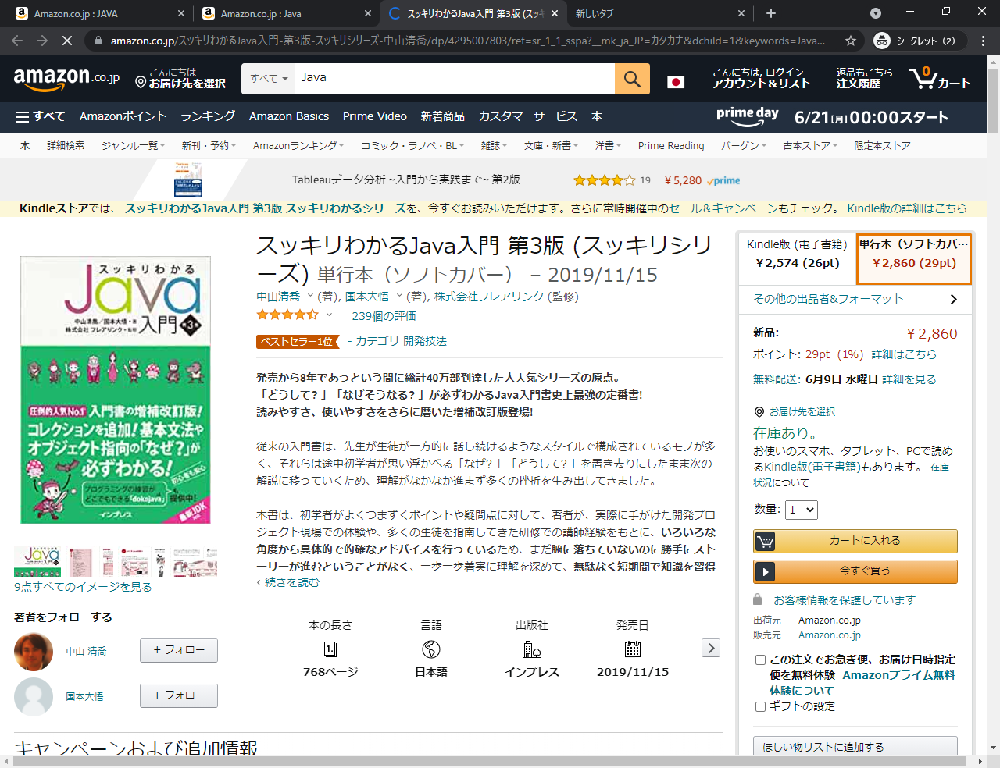 Amazon.co.jp : JAVA
Amazon.co.jp : Java
スッキリわかるJava入門 第3版 (スッキ
新しいタブ
amazon.co.jp/スッキリわかるJava入門-第3版-スッキリシリーズ-中山清喬/dp/4295007803/ref=sr_1_1_sspa?__mk_ja_JP=カタカナ&dchild=1&keywords=Java...
シークレット (2)
amazon.co.jp
こんにちは
お届け先を選択
すべて
Java
こんにちは, ログイン
アカウント&リスト
返品もこちら
注文履歴
0
カート
すべて
Amazonポイント
ランキング
Amazon Basics
Prime Video
新着商品
カスタマーサービス
本
prime day
6/21[月]00:00スタート
本
詳細検索
ジャンル一覧
新刊・予約
Amazonランキング
コミック・ラノベ・BL
雑誌
文庫・新書
洋書
Prime Reading
バーゲン
古本ストア
限定本ストア
Tableauデータ分析 ~入門から実践まで~ 第2版
19
￥5,280
prime
Kindleストアでは、 スッキリわかるJava入門 第3版 スッキリわかるシリーズを、今すぐお読みいただけます。さらに常時開催中のセール＆キャンペーンもチェック。 Kindle版の詳細はこちら
スッキリわかる
Java
入門
第3版
中山清喬/国本大悟・著
株式会社フレアリンク・監修
圧倒的人気No.1
入門書の増補改訂版!
コレクションを追加! 基本文法や
オブジェクト指向の「なぜ?」が
必ずわかる!
初心者も安心
プログラミングの練習が
どこでもできる「dokojava」
提供中!
インプレス
最新JDK
9点すべてのイメージを見る
著者をフォローする
中山 清喬
+ フォロー
国本大悟
+ フォロー
スッキリわかるJava入門 第3版 (スッキリシリ
ーズ) 単行本（ソフトカバー） – 2019/11/15
中山清喬 (著), 国本大悟 (著), 株式会社フレアリンク (監修)
239個の評価
ベストセラー1位 - カテゴリ 開発技法
発売から8年であっという間に総計40万部到達した大人気シリーズの原点。
「どうして? 」「なぜそうなる? 」が必ずわかるJava入門書史上最強の定番書!
読みやすさ、使いやすさをさらに磨いた増補改訂版登場!
従来の入門書は、先生が生徒が一方的に話し続けるようなスタイルで構成されているモノが多
く、それらは途中初学者が思い浮かべる「なぜ? 」「どうして? 」を置き去りにしたまま次の
解説に移っていくため、理解がなかなか進まず多くの挫折を生み出してきました。
本書は、初学者がよくつまずくポイントや疑問点に対して、著者が、実際に手がけた開発プロ
ジェクト現場での体験や、多くの生徒を指南してきた研修での講師経験をもとに、いろいろな
角度から具体的で的確なアドバイスを行っているため、まだ腑に落ちていないのに勝手にスト
ーリーが進むということがなく、一歩一歩着実に理解を深めて、無駄なく短期間で知識を習得
続きを読む
本の長さ
768ページ
言語
日本語
出版社
インプレス
発売日
2019/11/15
キャンペーンおよび追加情報
Kindle版 (電子書籍)
￥2,574 (26pt)
単行本（ソフトカバ…
￥2,860 (29pt)
その他の出品者&フォーマット
新品:
￥2,860
ポイント: 29pt (1%) 詳細はこちら
無料配送: 6月9日 水曜日 詳細を見る
お届け先を選択
在庫あり。
お使いのスマホ、タブレット、PCで読め
るKindle版(電子書籍)もあります。 在庫
状況について
数量: 1
カートに入れる
今すぐ買う
お客様情報を保護しています
出荷元 Amazon.co.jp
販売元 Amazon.co.jp
この注文でお急ぎ便、お届け日時指定
便を無料体験 Amazonプライム無料
体験について
ギフトの設定
ほしい物リストに追加する